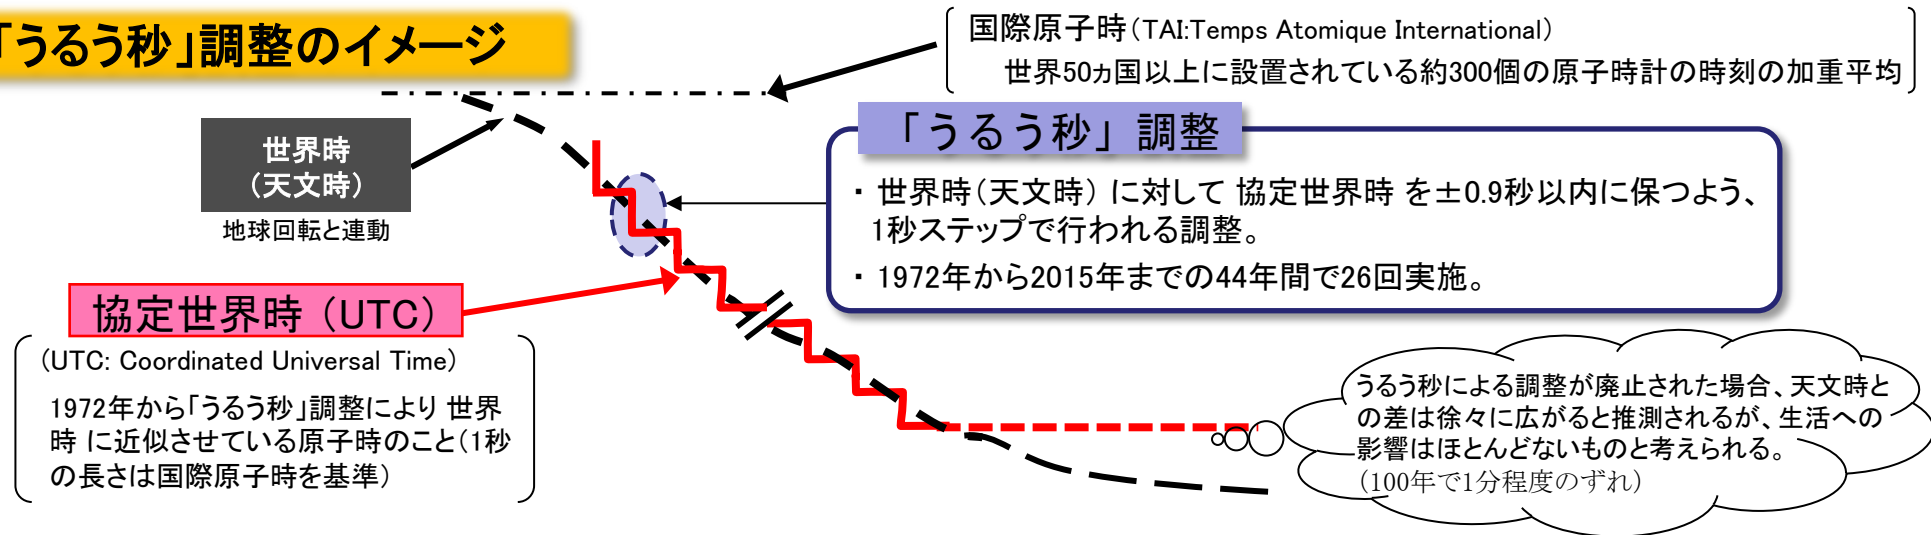 「うるう秒」調整のイメージ
国際原子時(TAI:Temps Atomique International)
世界50ヵ国以上に設置されている約300個の原子時計の時刻の加重平均
世界時
(天文時)
地球回転と連動
「うるう秒」調整
・ 世界時(天文時) に対して 協定世界時 を±0.9秒以内に保つよう、
1秒ステップで行われる調整。
・ 1972年から2015年までの44年間で26回実施。
協定世界時(UTC)
(UTC: Coordinated Universal Time)
1972年から「うるう秒」調整により 世界
時 に近似させている原子時のこと(1秒
の長さは国際原子時を基準)
うるう秒による調整が廃止された場合、天文時と
の差は徐々に広がると推測されるが、生活への
影響はほとんどないものと考えられる。
(100年で1分程度のずれ)